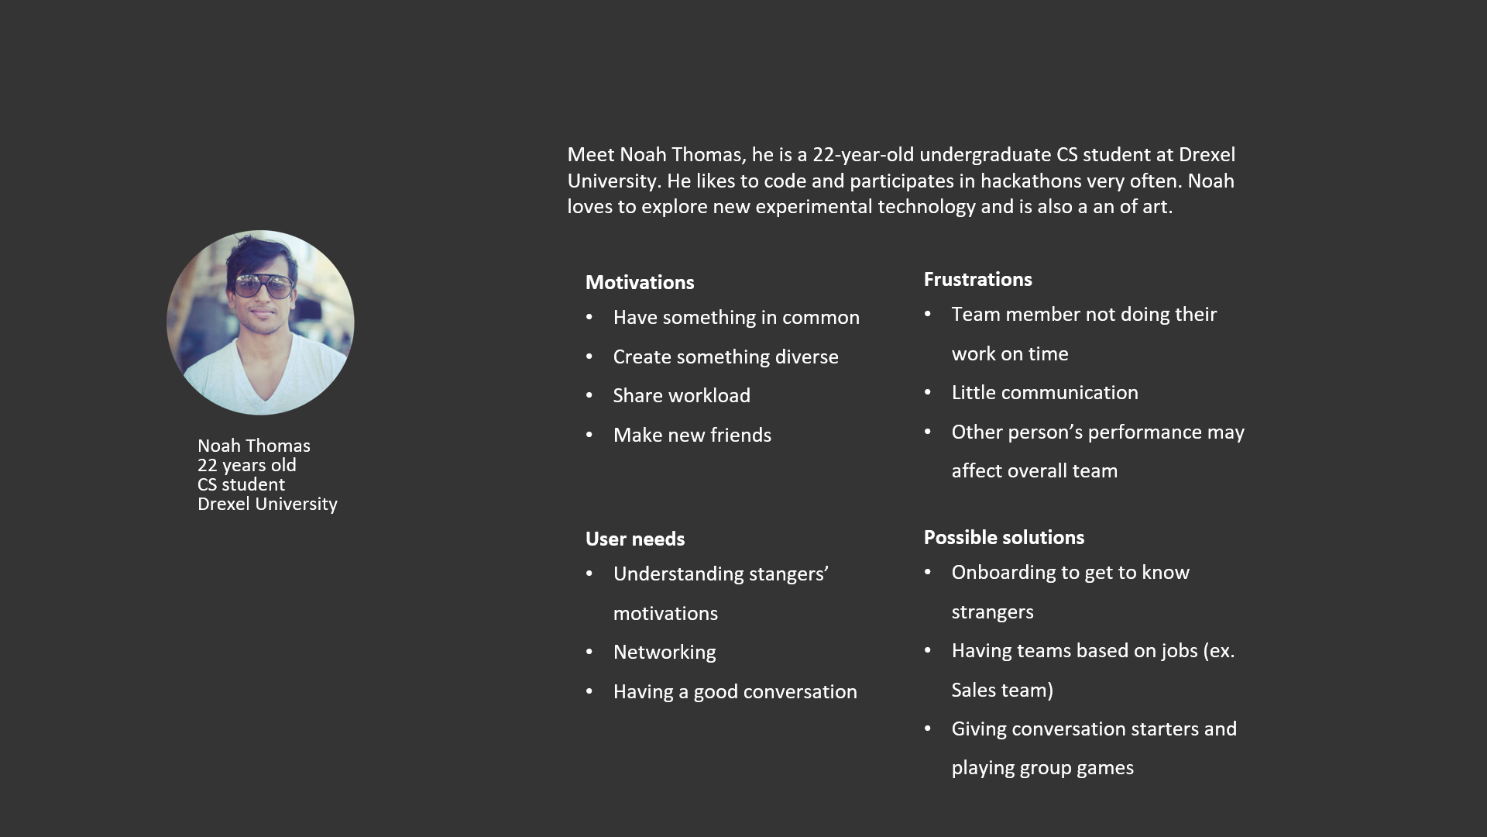 Meet Noah Thomas, he is a 22-year-old undergraduate CS student at Drexel
University. He likes to code and participates in hackathons very often. Noah
loves to explore new experimental technology and is also a an of art.
Noah Thomas
22 years old
CS student
Drexel University
Motivations
• Have something in common
• Create something diverse
• Share workload
• Make new friends
Frustrations
• Team member not doing their
work on time
• Little communication
• Other person’s performance may
affect overall team
User needs
• Understanding stangers’
motivations
• Networking
• Having a good conversation
Possible solutions
• Onboarding to get to know
strangers
• Having teams based on jobs (ex.
Sales team)
• Giving conversation starters and
playing group games